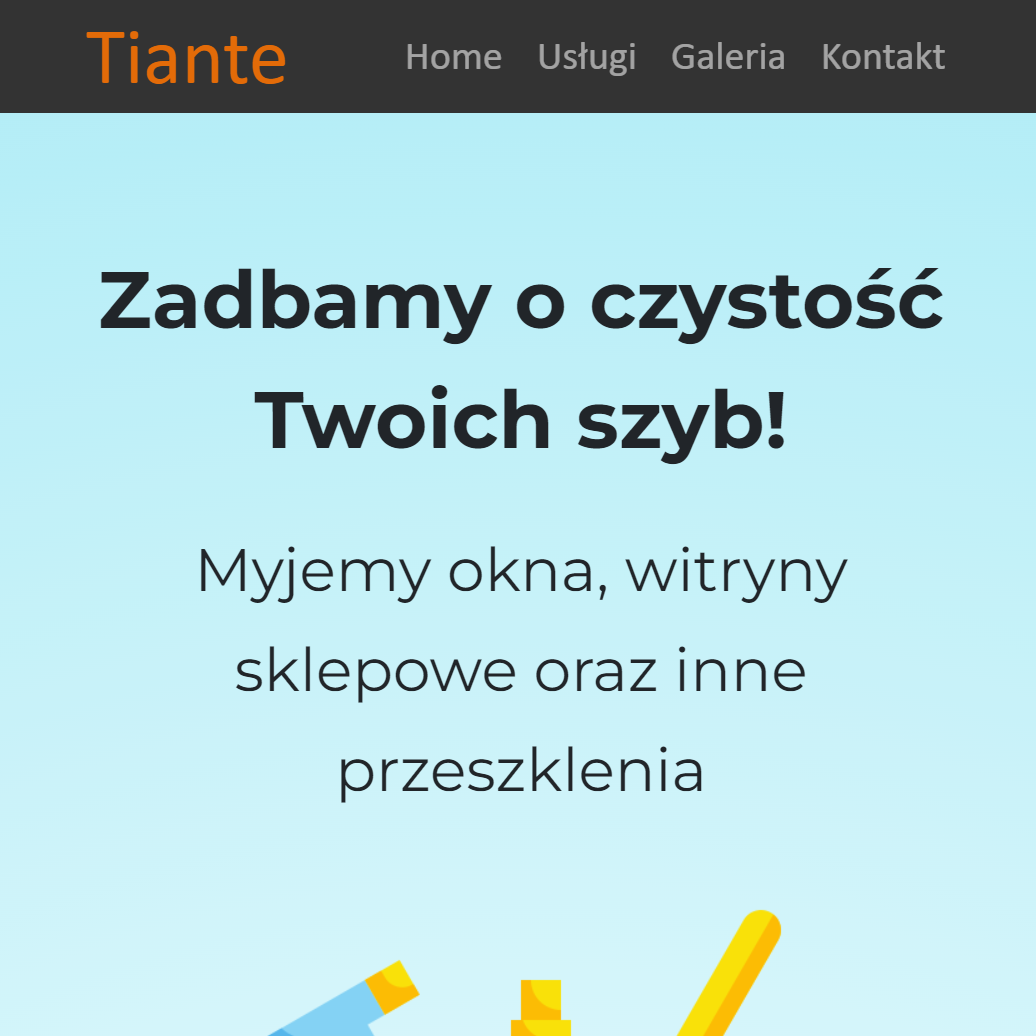 Tiante
Home Usługi Galeria Kontakt
Zadbamy o czystość
Twoich szyb!
Myjemy okna, witryny
sklepowe oraz inne
przeszklenia